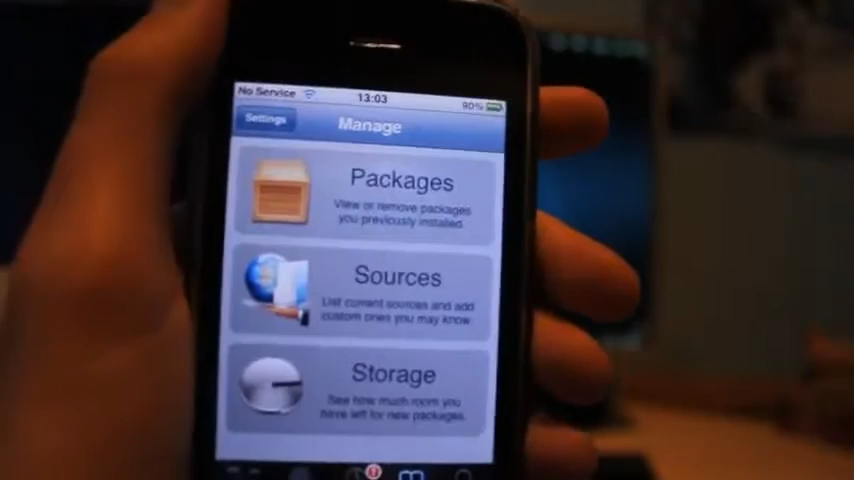 No Service 13:03 90%
Settings Manage
Packages
View or remove packages
you previously installed.
Sources
List current sources and add
custom ones you may know.
Storage
See how much room you
have left for new packages.